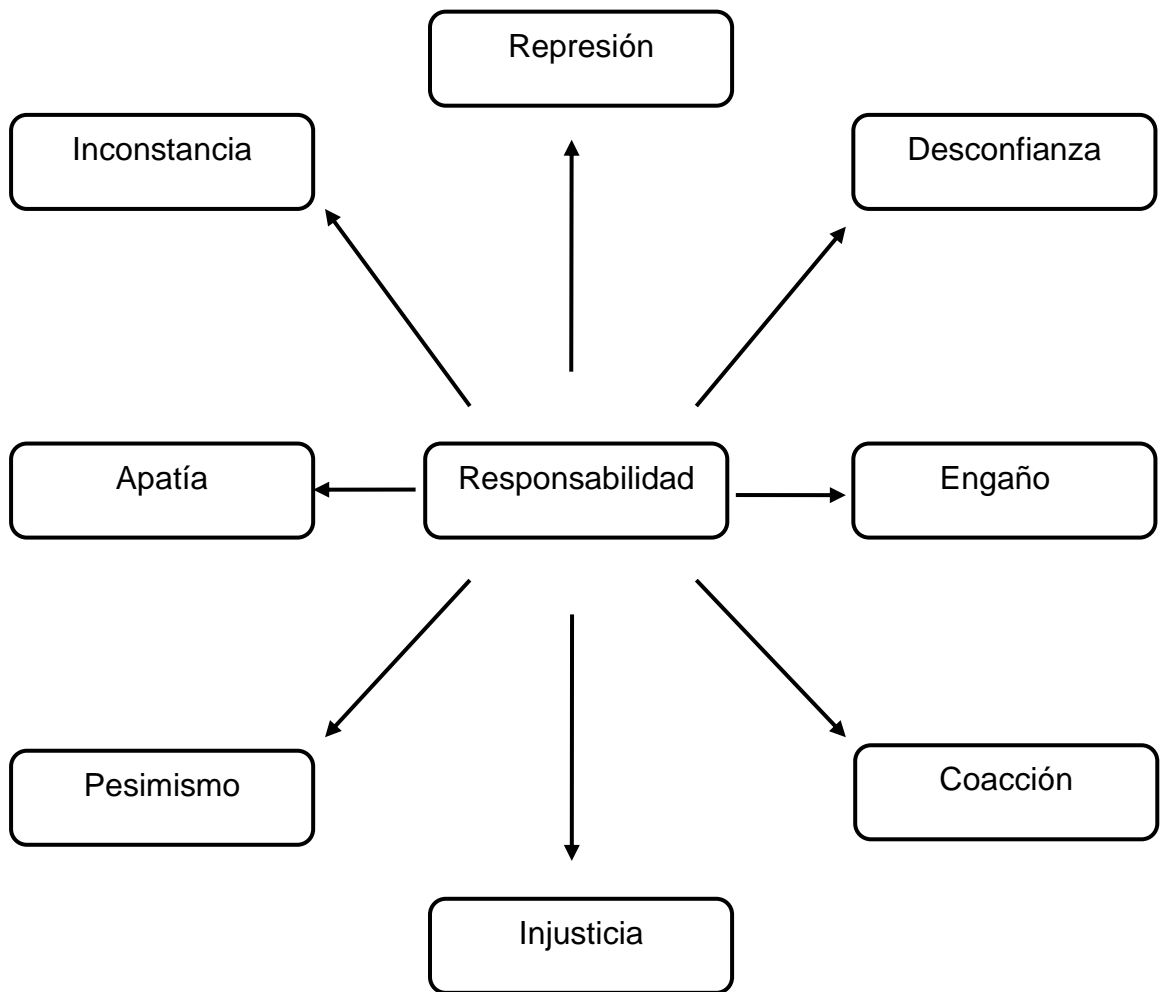 Represión
Inconstancia
Desconfianza
Apatía
Responsabilidad
Engaño
Pesimismo
Coacción
Injusticia